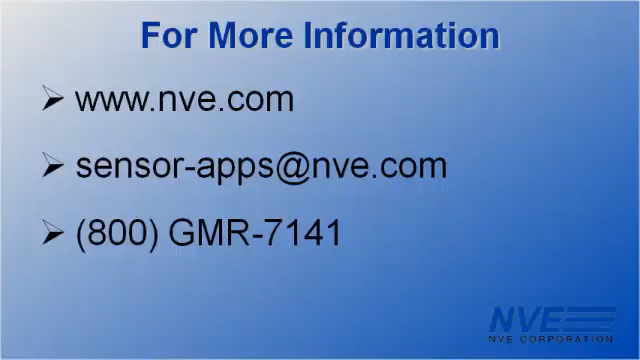 For More Information
www.nve.com
sensor-apps@nve.com
(800) GMR-7141
NVE
NVE CORPORATION